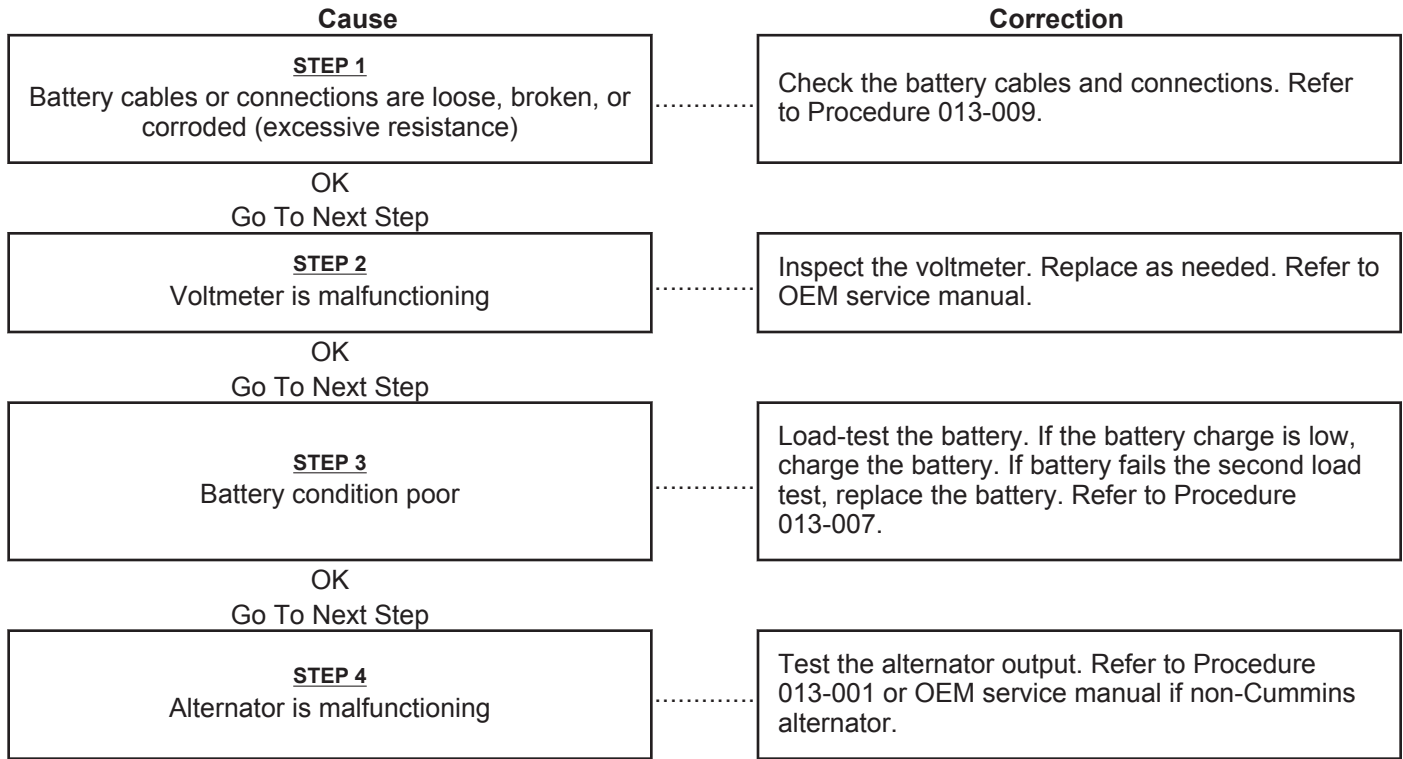 Cause
Correction
STEP 1
Battery cables or connections are loose, broken, or
corroded (excessive resistance)
.............
Check the battery cables and connections. Refer
to Procedure 013-009.
OK
Go To Next Step
STEP 2
Voltmeter is malfunctioning
.............
Inspect the voltmeter. Replace as needed. Refer to
OEM service manual.
OK
Go To Next Step
STEP 3
Battery condition poor
.............
Load-test the battery. If the battery charge is low,
charge the battery. If battery fails the second load
test, replace the battery. Refer to Procedure
013-007.
OK
Go To Next Step
STEP 4
Alternator is malfunctioning
.............
Test the alternator output. Refer to Procedure
013-001 or OEM service manual if non-Cummins
alternator.